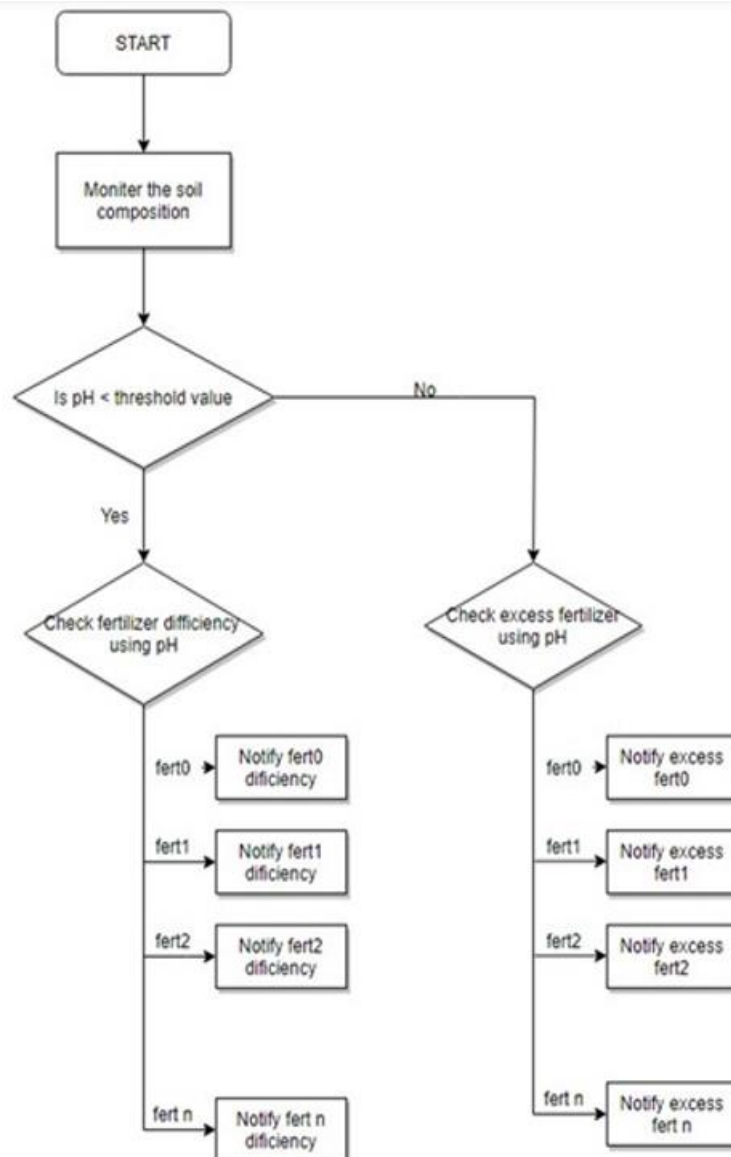 START
Moniter the soil
composition
Is pH < threshold value
No
Yes
Check fertilizer difficiency
using pH
fert0
Notify fert0
dificiency
fert1
Notify fert1
dificiency
fert2
Notify fert2
dificiency
fert n
Notify fert n
dificiency
Check excess fertilizer
using pH
fert0
Notify excess
fert0
fert1
Notify excess
fert1
fert2
Notify excess
fert2
fert n
Notify excess
fert n